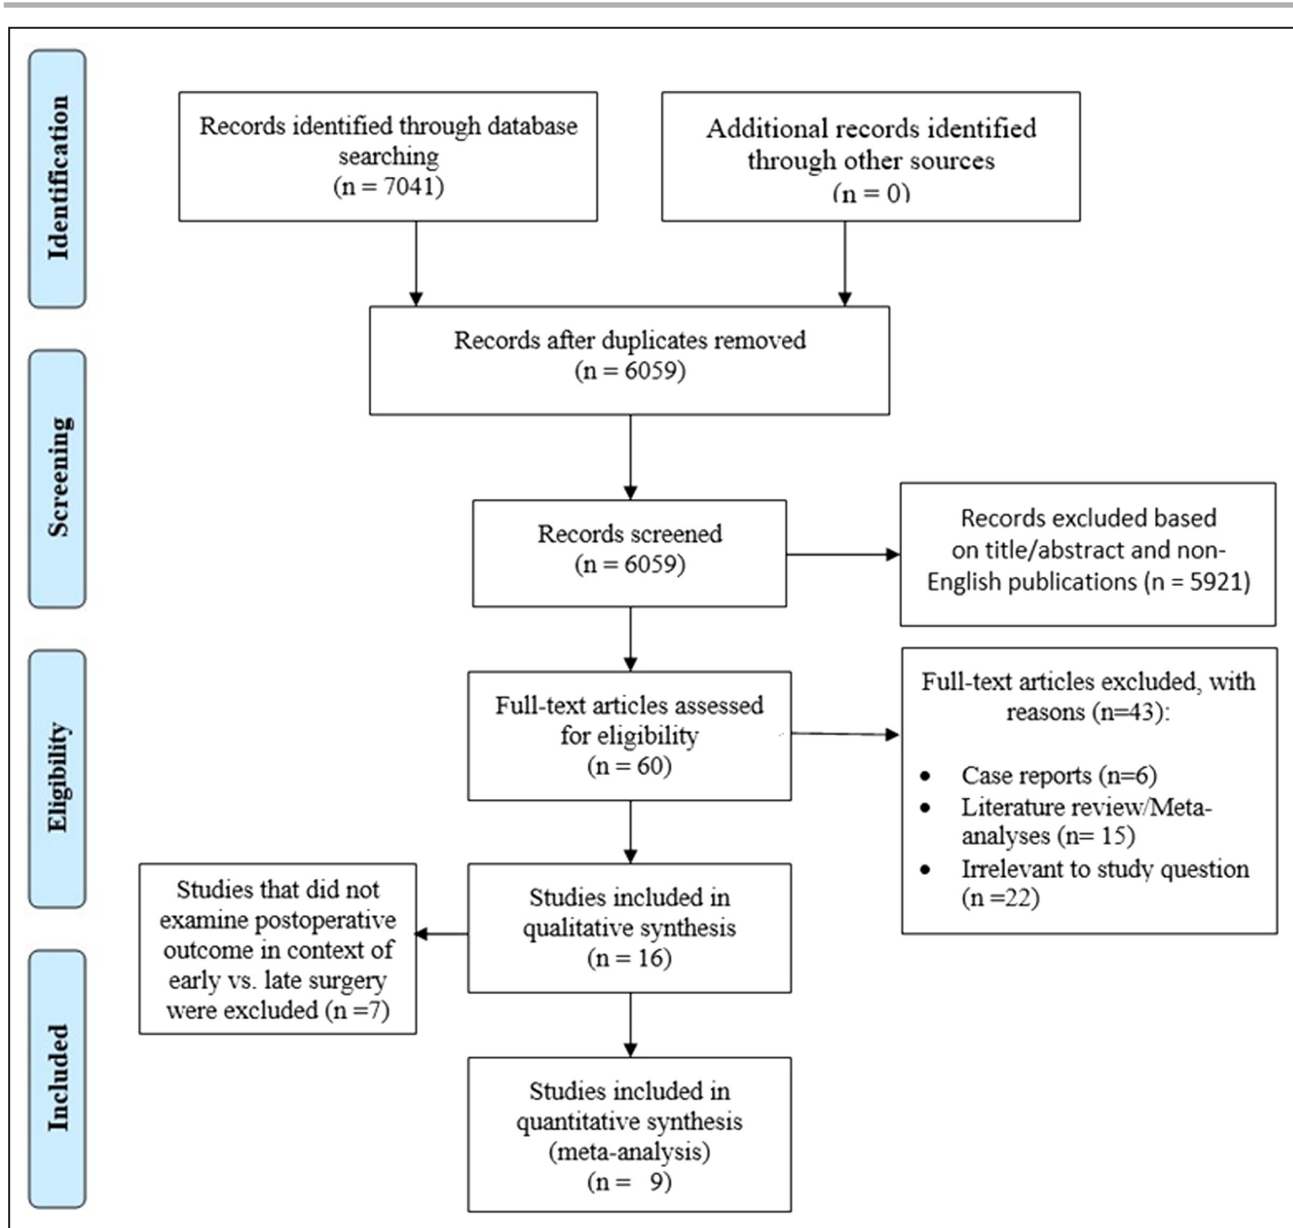 Identification
Records identified through database
searching
(n = 7041)
Additional records identified
through other sources
(n = 0)
Records after duplicates removed
(n = 6059)
Screening
Records screened
(n = 6059)
Records excluded based
on title/abstract and non-
English publications (n = 5921)
Eligibility
Full-text articles assessed
for eligibility
(n = 60)
Full-text articles excluded, with
reasons (n=43):
• Case reports (n=6)
• Literature review/Meta-
analyses (n= 15)
• Irrelevant to study question
(n =22)
Studies included in
qualitative synthesis
(n = 16)
Studies that did not
examine postoperative
outcome in context of
early vs. late surgery
were excluded (n =7)
Included
Studies included in
quantitative synthesis
(meta-analysis)
(n = 9)